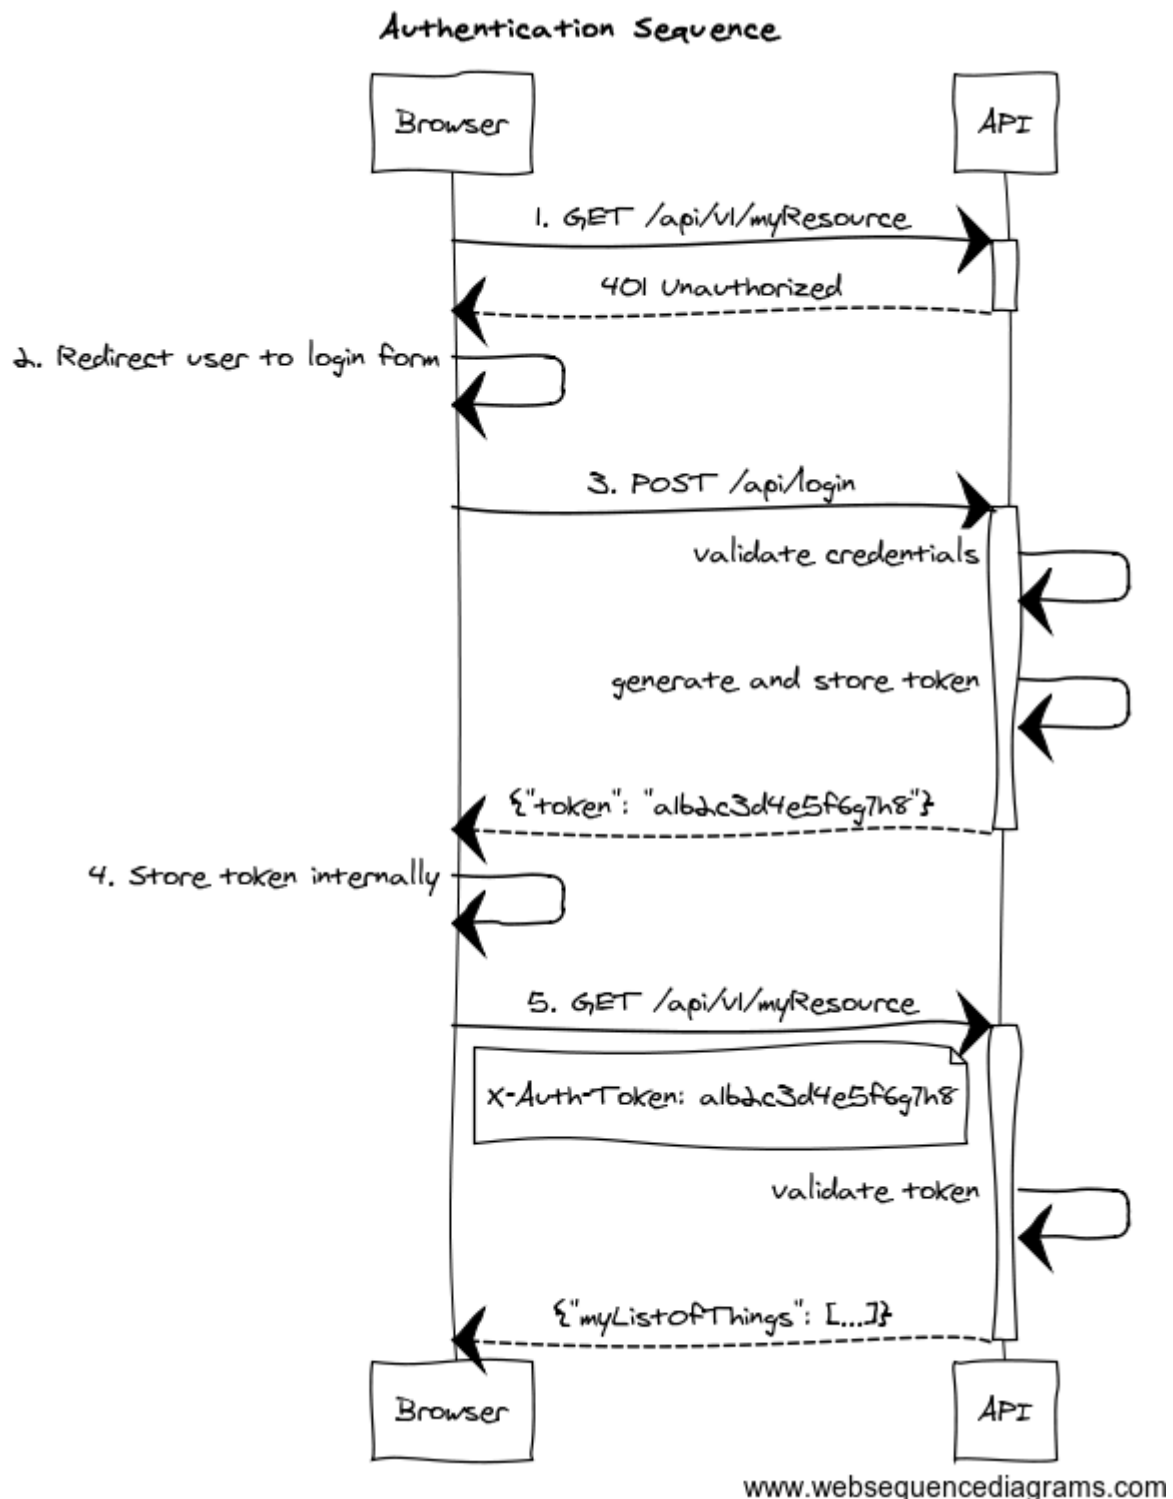 Authentication Sequence
Browser
API
1. GET /api/v1/myResource
401 Unauthorized
2. Redirect user to login form
3. POST /api/login
validate credentials
generate and store token
{"token": "a1b2c3d4e5f6g7h8"}
4. Store token internally
5. GET /api/v1/myResource
X-Auth-Token: a1b2c3d4e5f6g7h8
validate token
{"myListOfThings": [...]}
Browser
API
www.websequencediagrams.com